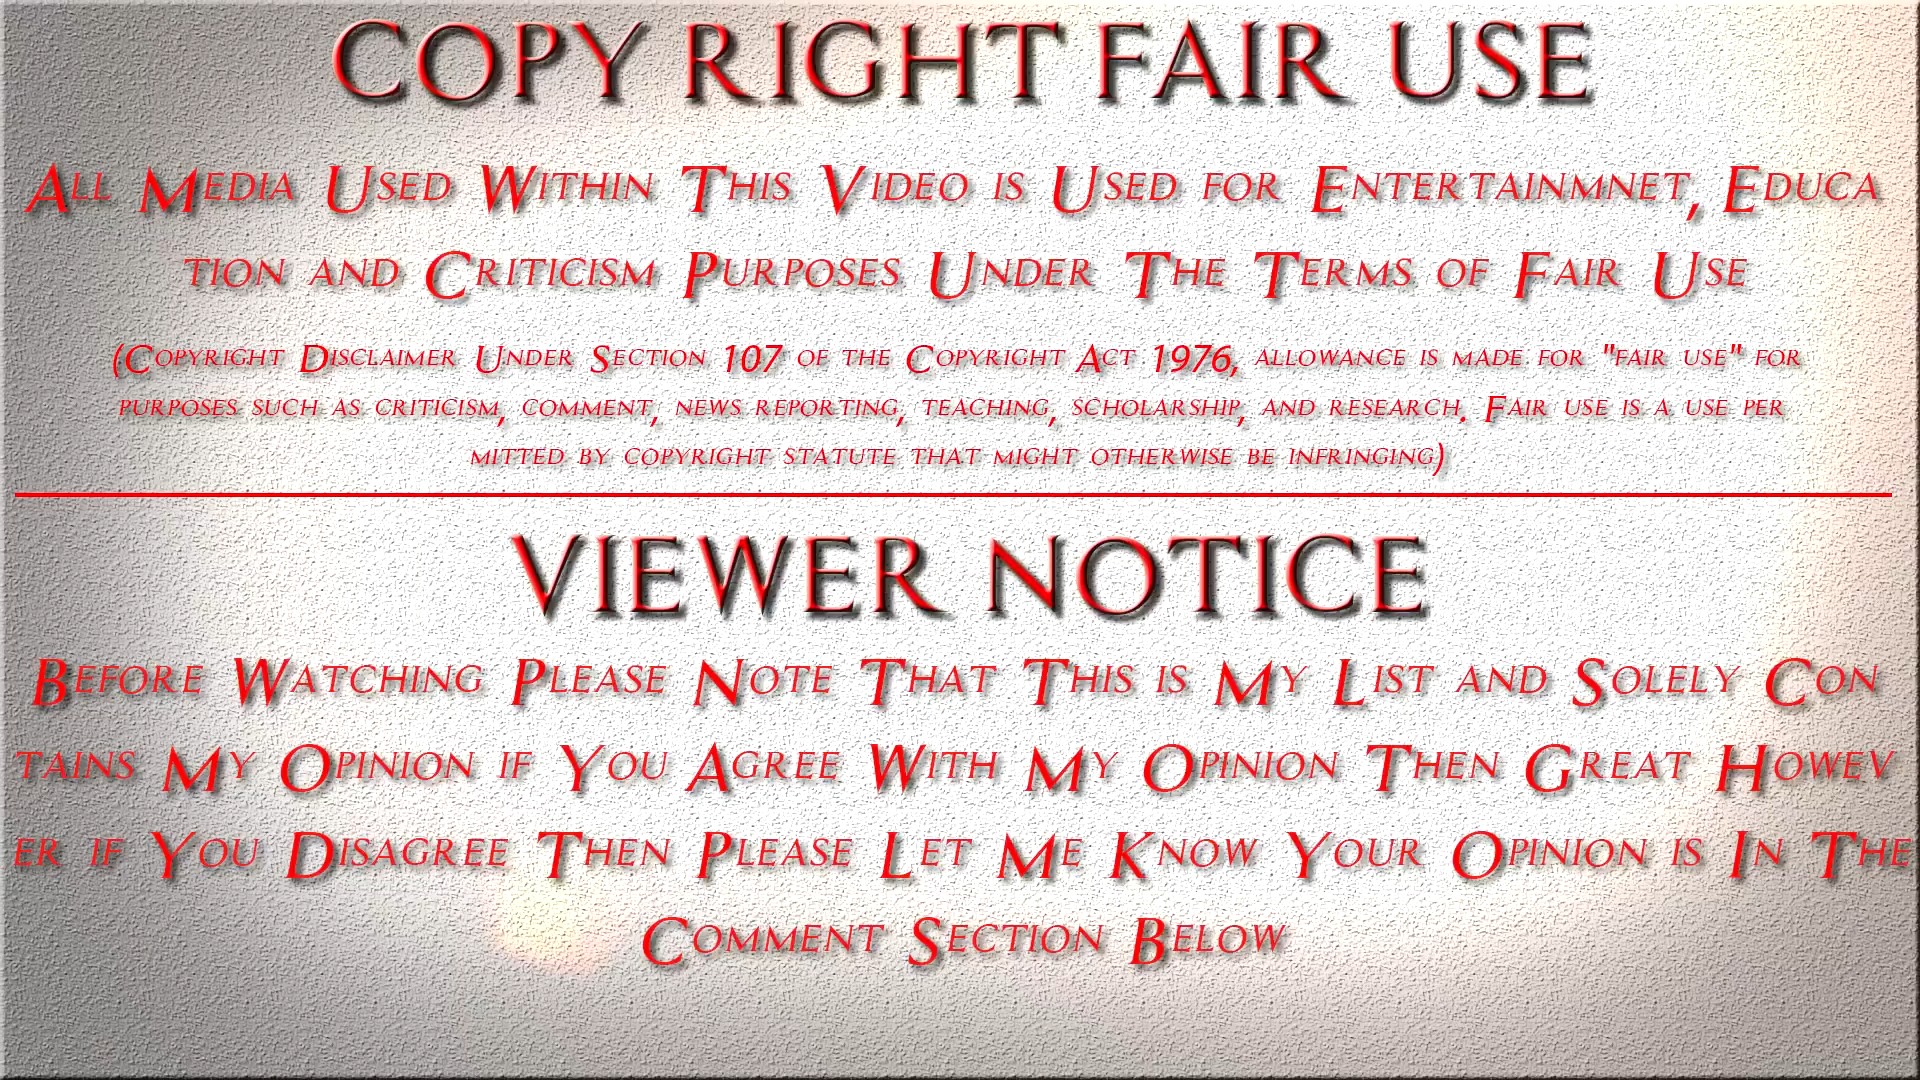 COPY RIGHT FAIR USE
All Media Used Within This Video is Used for Entertainmnet, Educa
tion and Criticism Purposes Under The Terms of Fair Use
(Copyright Disclaimer Under Section 107 of the Copyright Act 1976, allowance is made for "fair use" for
purposes such as criticism, comment, news reporting, teaching, scholarship, and research. Fair use is a use per
mitted by copyright statute that might otherwise be infringing)
VIEWER NOTICE
Before Watching Please Note That This is My List and Solely Con
tains My Opinion if You Agree With My Opinion Then Great Howev
er if You Disagree Then Please Let Me Know Your Opinion is In The
Comment Section Below